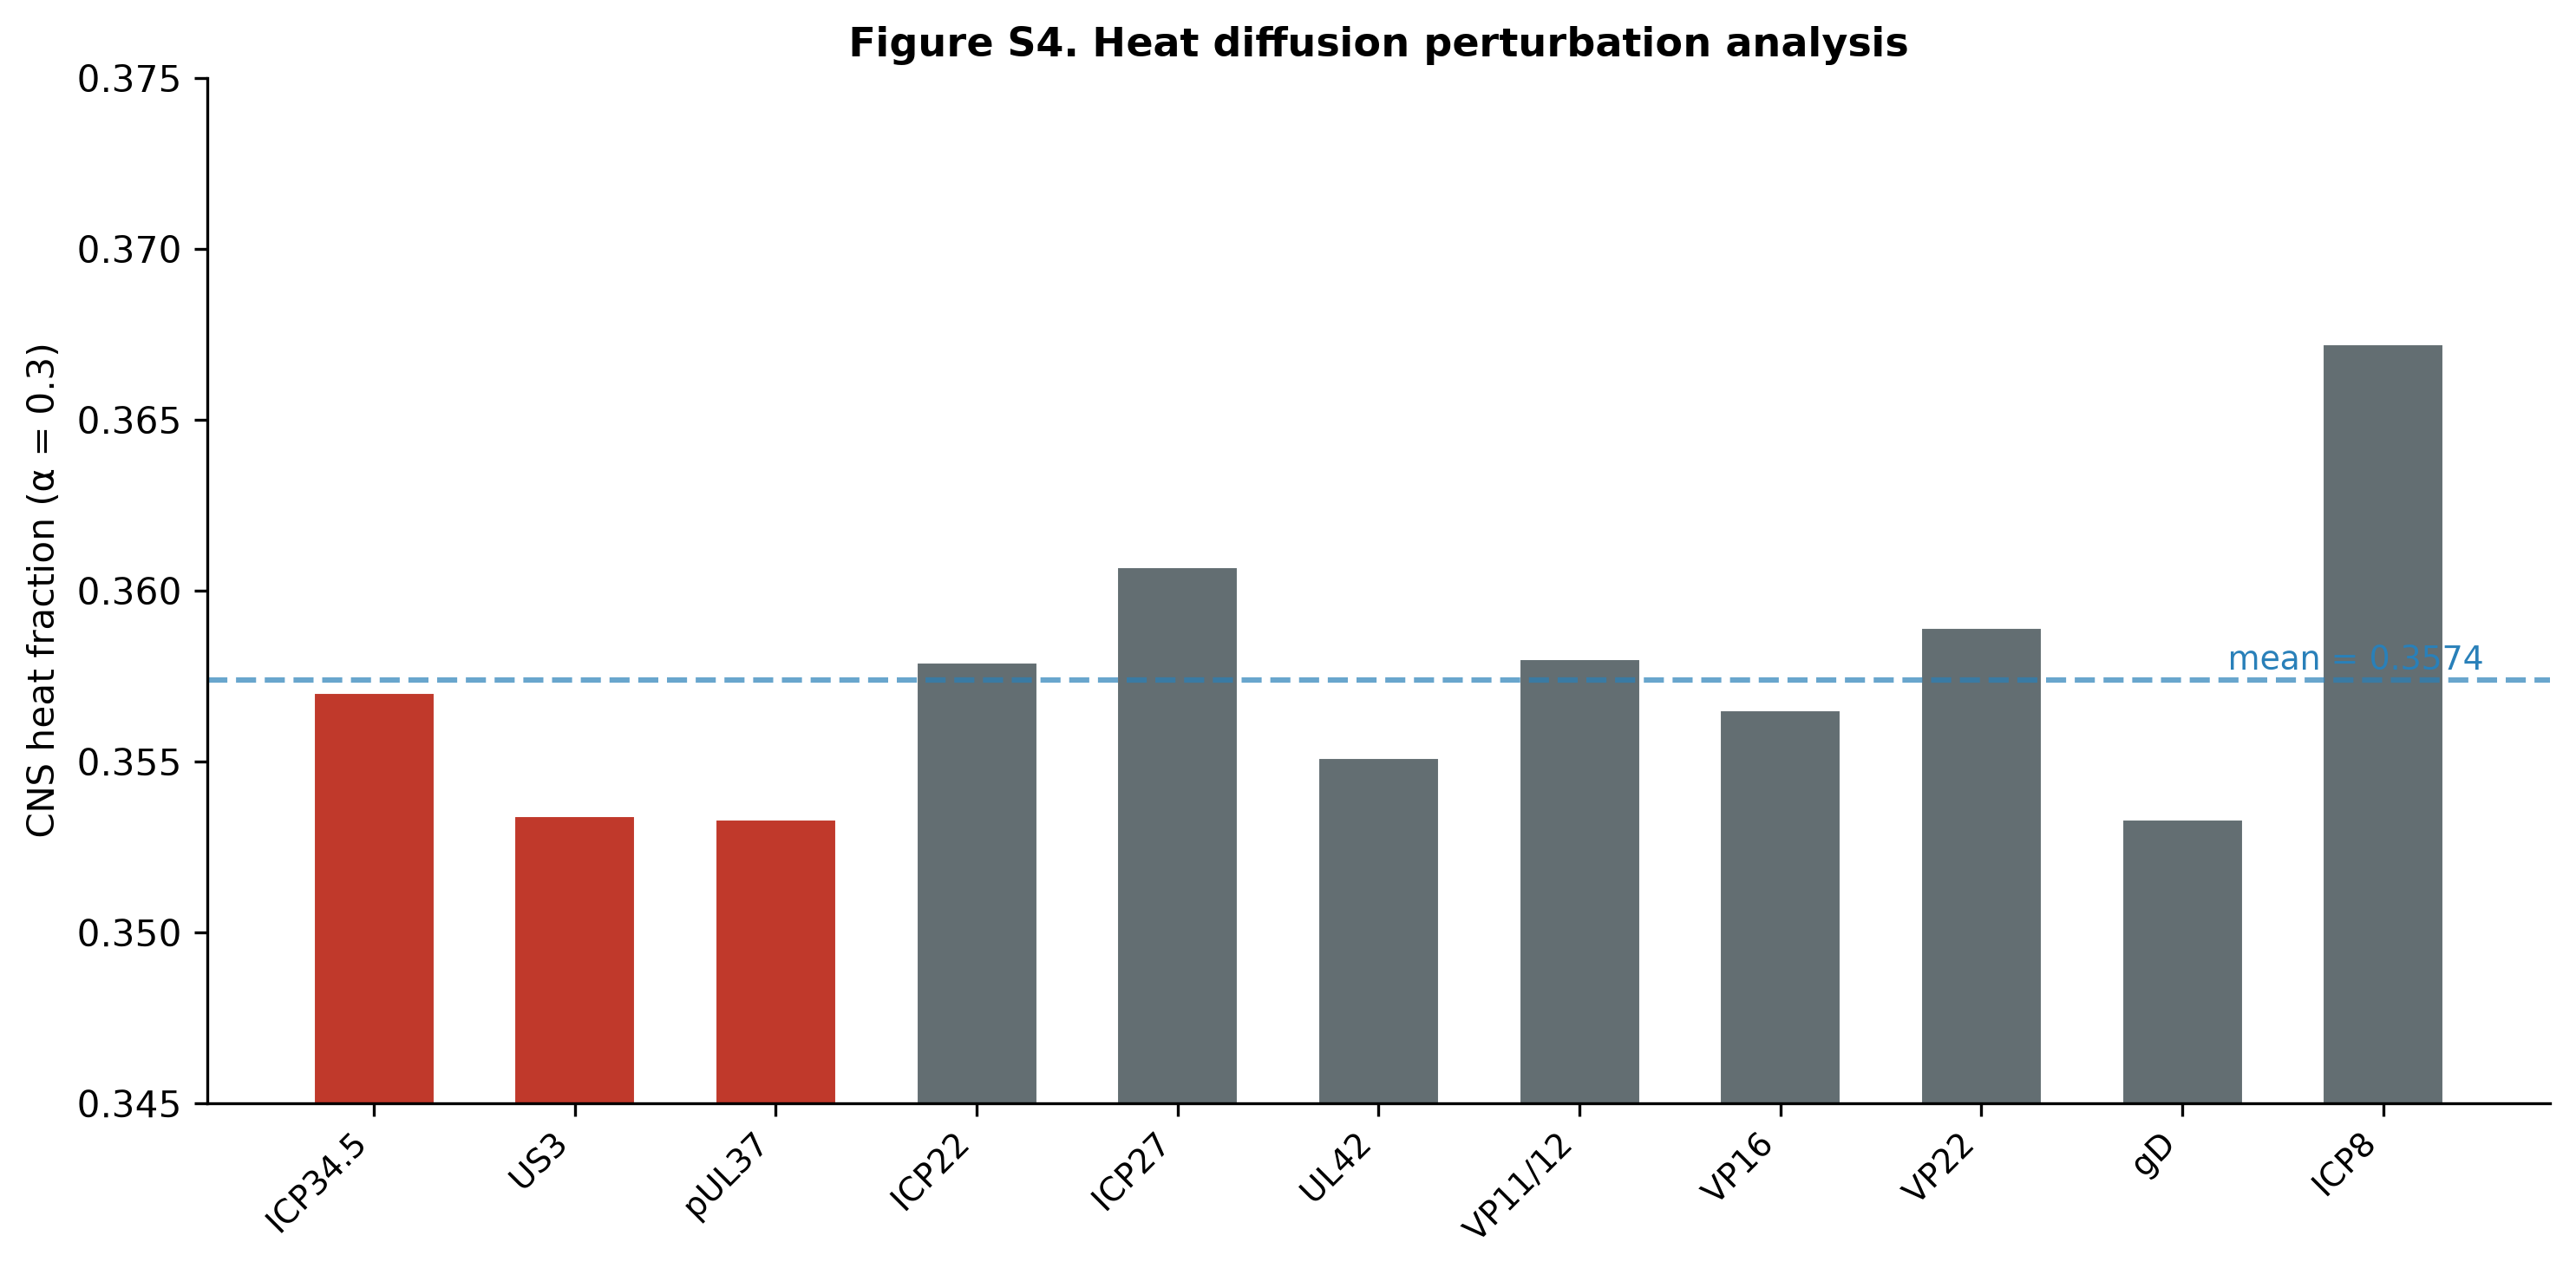 Figure S4. Heat diffusion perturbation analysis
CNS heat fraction (α = 0.3)
0.375
0.370
0.365
0.360
0.355
0.350
0.345
mean = 0.3574
ICP34.5
US3
pUL37
ICP22
ICP27
UL42
VP11/12
VP16
VP22
gD
ICP8